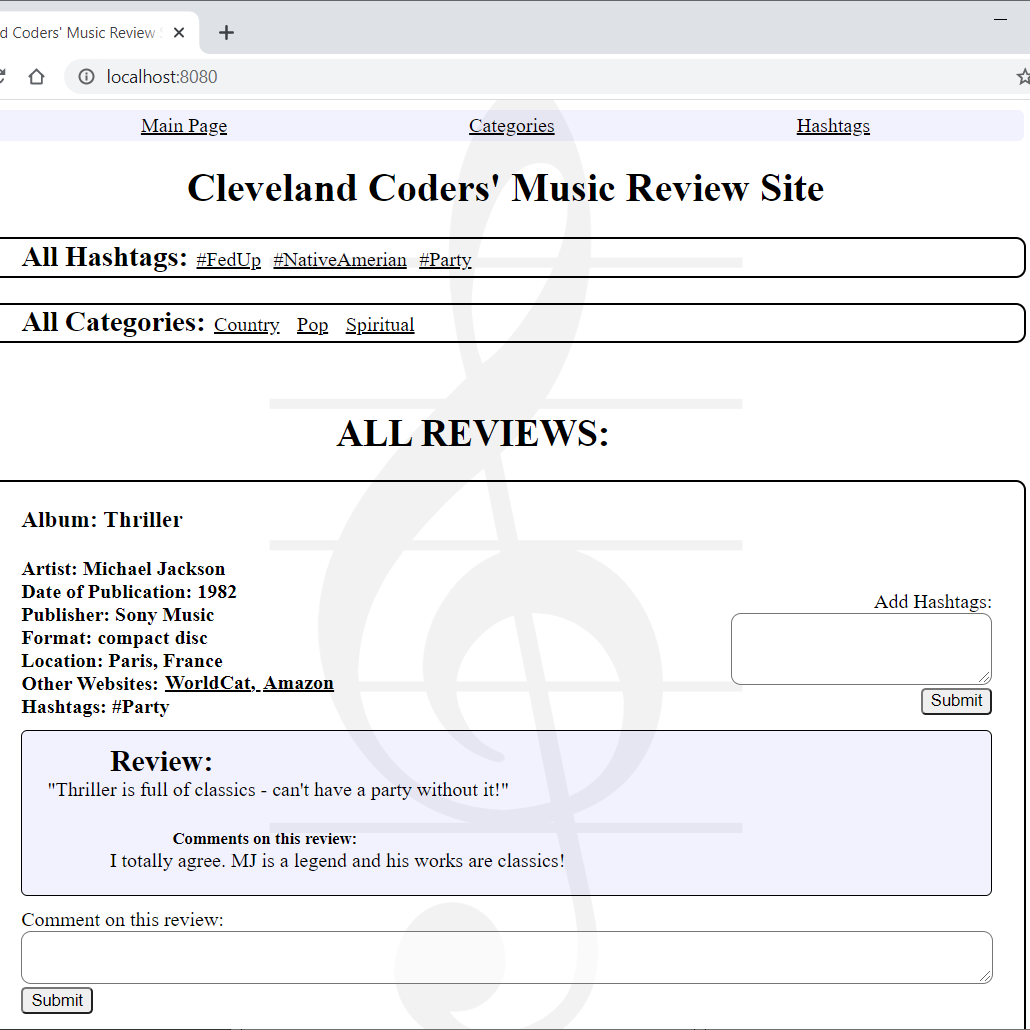 d Coders' Music Review S
localhost:8080
Main Page Categories Hashtags
Cleveland Coders' Music Review Site
All Hashtags: #FedUp #NativeAmerian #Party
All Categories: Country Pop Spiritual
ALL REVIEWS:
Album: Thriller
Artist: Michael Jackson
Date of Publication: 1982
Publisher: Sony Music
Format: compact disc
Location: Paris, France
Other Websites: WorldCat, Amazon
Hashtags: #Party
Add Hashtags:
Submit
Review:
"Thriller is full of classics - can't have a party without it!"
Comments on this review:
I totally agree. MJ is a legend and his works are classics!
Comment on this review:
Submit